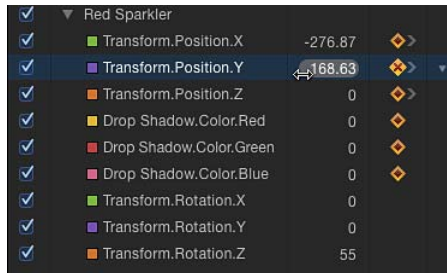 Red Sparkler
Transform.Position.X -276.87
Transform.Position.Y 168.63
Transform.Position.Z 0
Drop Shadow.Color.Red 0
Drop Shadow.Color.Green 0
Drop Shadow.Color.Blue 0
Transform.Rotation.X 0
Transform.Rotation.Y 0
Transform.Rotation.Z 55